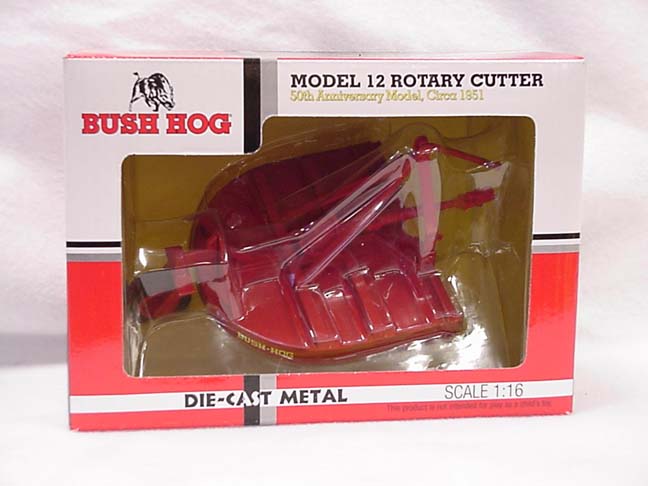 BUSH HOG
MODEL 12 ROTARY CUTTER
50th Anniversary Model, Circa 1951
BUSH-HOG
DIE-CAST METAL
SCALE 1:16
This product is not intended for play as a child's toy.